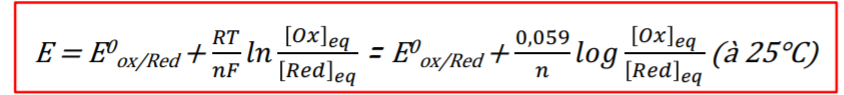 E = E⁰ox/Red + RT/nF ln [Ox]eq/[Red]eq = E⁰ox/Red + 0,059/n log [Ox]eq/[Red]eq (à 25°C)